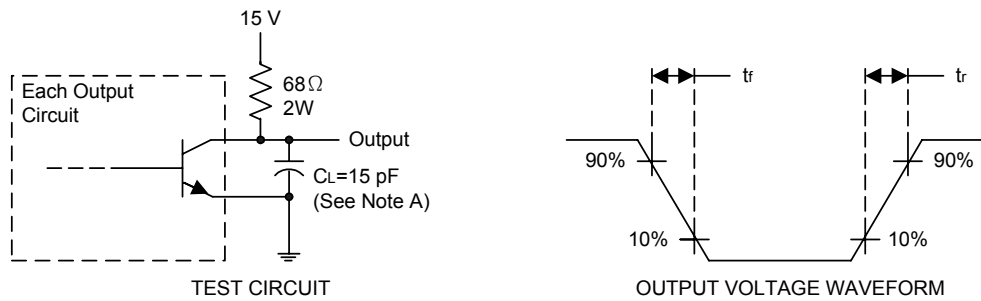 15 V
Each Output
Circuit
68Ω
2W
Output
CL=15 pF
(See Note A)
TEST CIRCUIT
tf
tr
90%
90%
10%
10%
OUTPUT VOLTAGE WAVEFORM